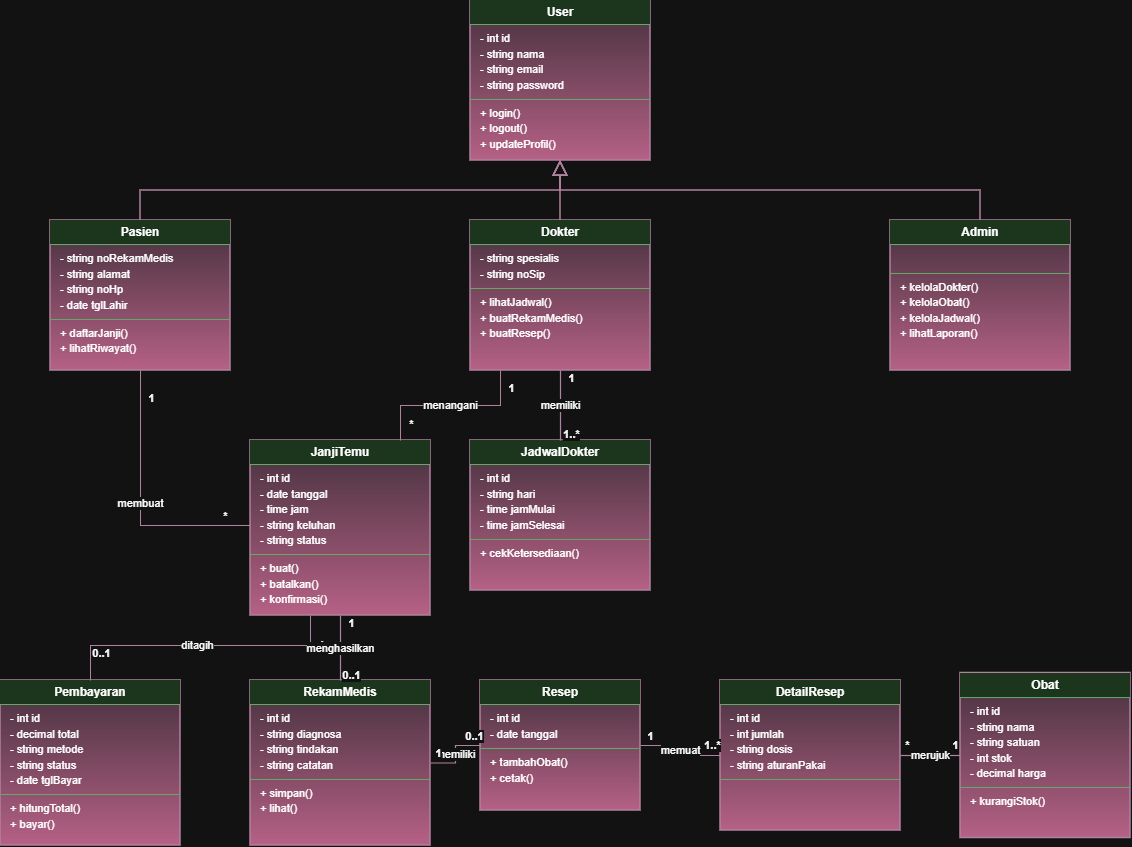 User
- int id
- string nama
- string email
- string password
+ login()
+ logout()
+ updateProfil()
Pasien
- string noRekamMedis
- string alamat
- string noHp
- date tglLahir
+ daftarJanji()
+ lihatRiwayat()
Dokter
- string spesialis
- string noSip
+ lihatJadwal()
+ buatRekamMedis()
+ buatResep()
Admin
+ kelolaDokter()
+ kelolaObat()
+ kelolaJadwal()
+ lihatLaporan()
1
membuat
*
1
menangani
*
1
memiliki
1..*
JanjiTemu
- int id
- date tanggal
- time jam
- string keluhan
- string status
+ buat()
+ batalkan()
+ konfirmasi()
JadwalDokter
- int id
- string hari
- time jamMulai
- time jamSelesai
+ cekKetersediaan()
ditagih
0..1
1
menghasilkan
0..1
Pembayaran
- int id
- decimal total
- string metode
- string status
- date tglBayar
+ hitungTotal()
+ bayar()
RekamMedis
- int id
- string diagnosa
- string tindakan
- string catatan
+ simpan()
+ lihat()
1
0..1
Resep
- int id
- date tanggal
+ tambahObat()
+ cetak()
1
memuat
1..*
DetailResep
- int id
- int jumlah
- string dosis
- string aturanPakai
*
merujuk
1
Obat
- int id
- string nama
- string satuan
- int stok
- decimal harga
+ kurangiStok()